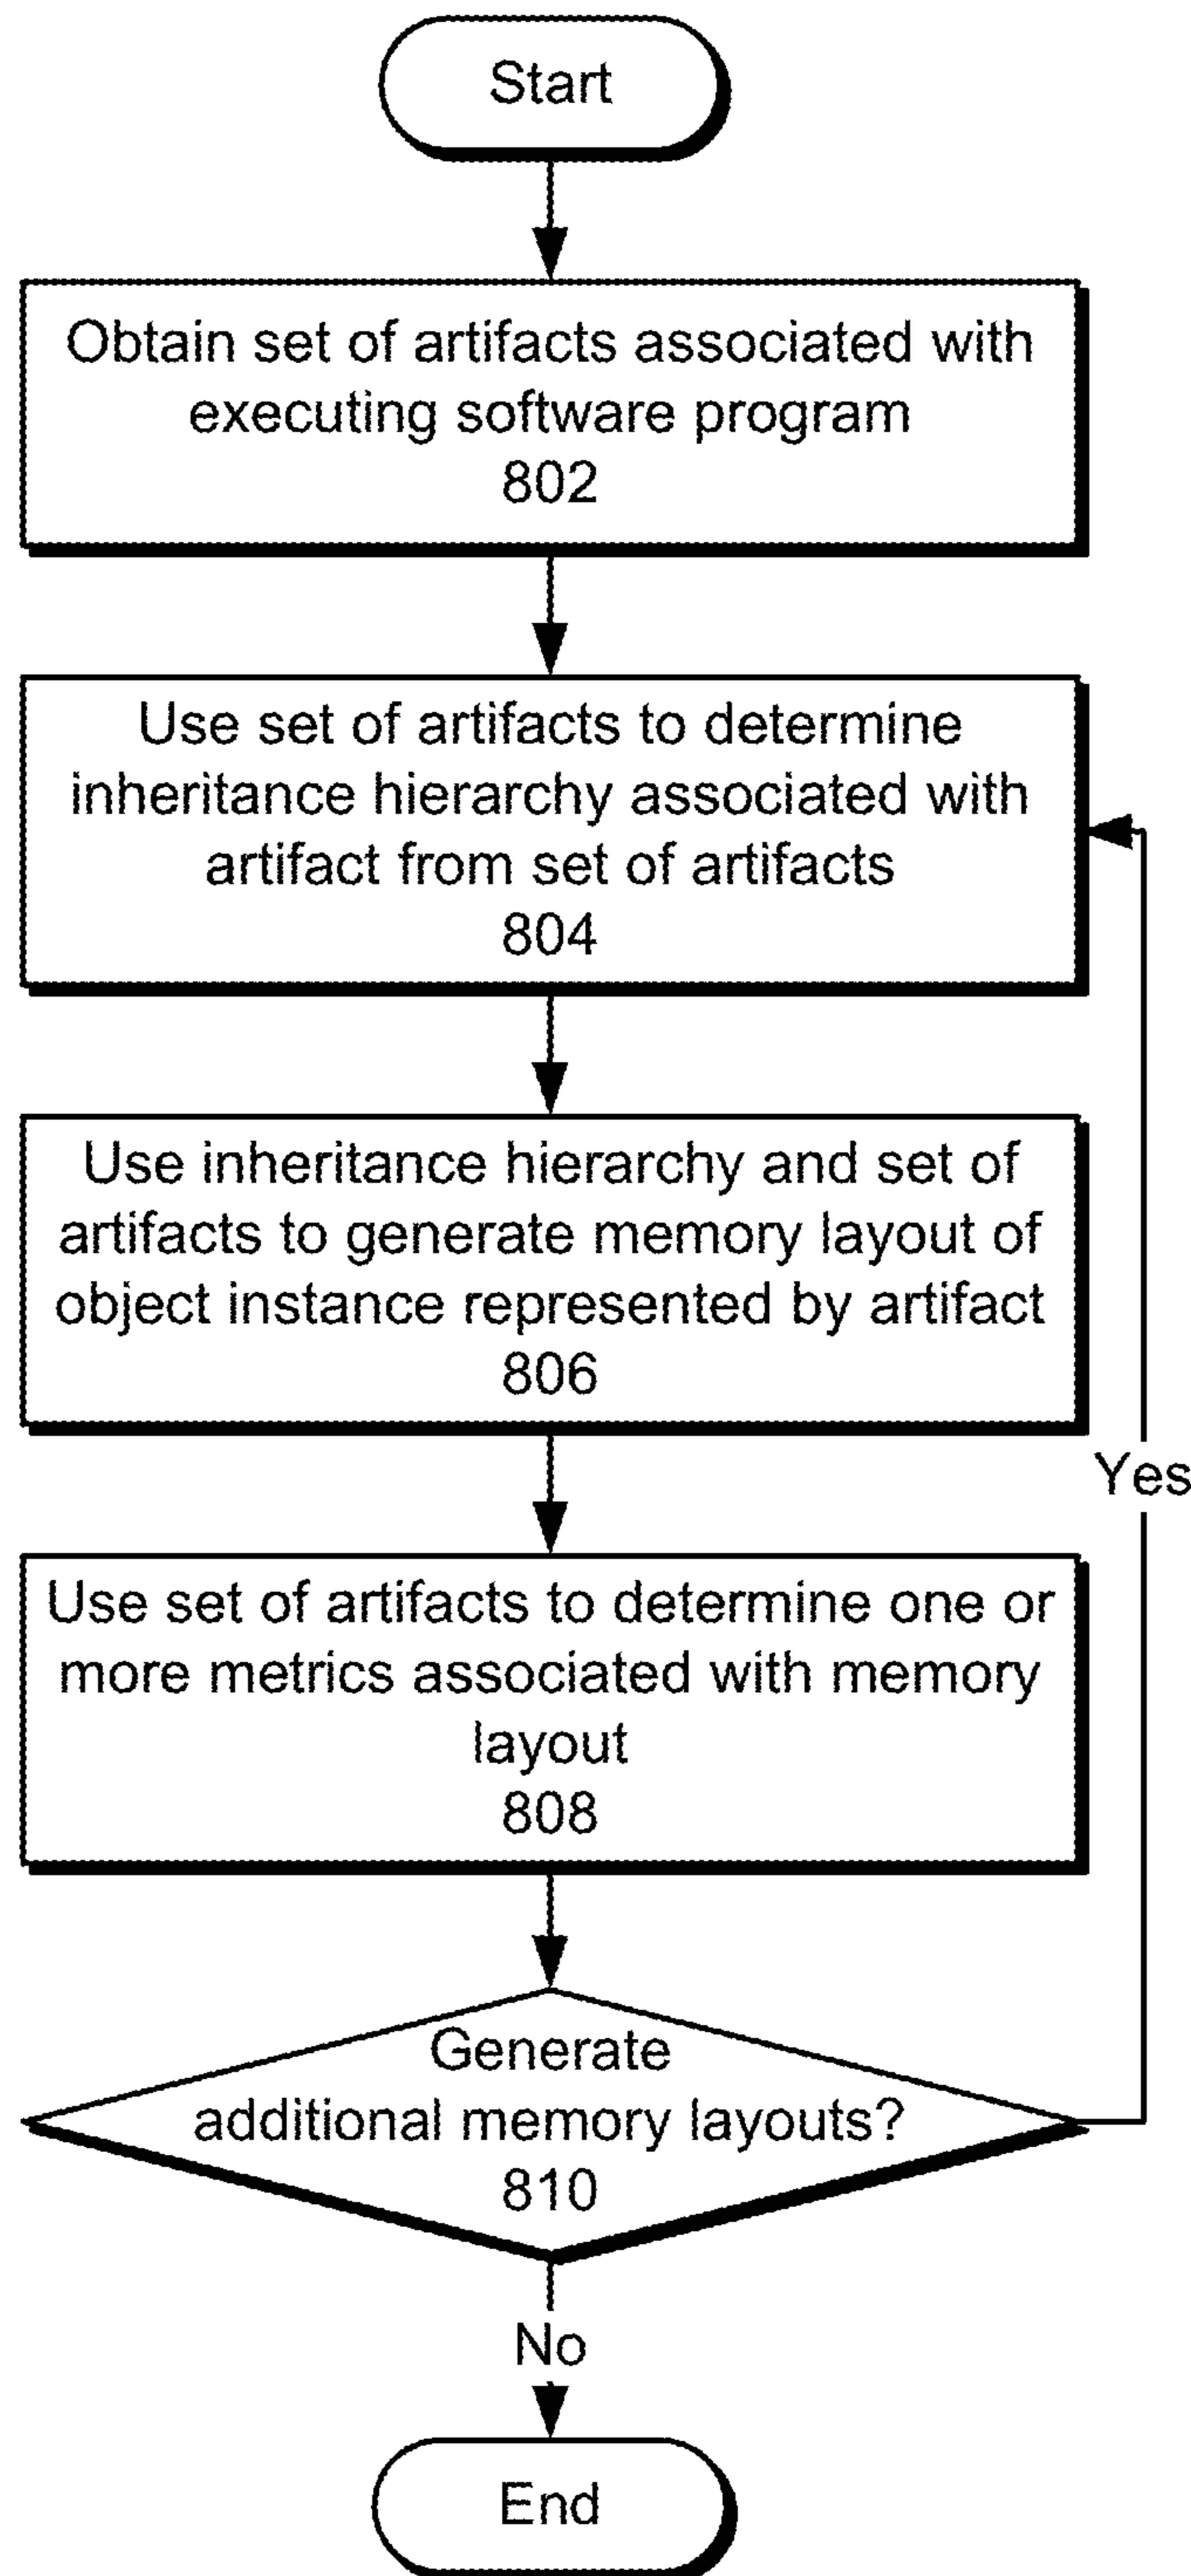 Start
Obtain set of artifacts associated with
executing software program
802
Use set of artifacts to determine
inheritance hierarchy associated with
artifact from set of artifacts
804
Use inheritance hierarchy and set of
artifacts to generate memory layout of
object instance represented by artifact
806
Yes
Use set of artifacts to determine one or
more metrics associated with memory
layout
808
Generate
additional memory layouts?
810
No
End